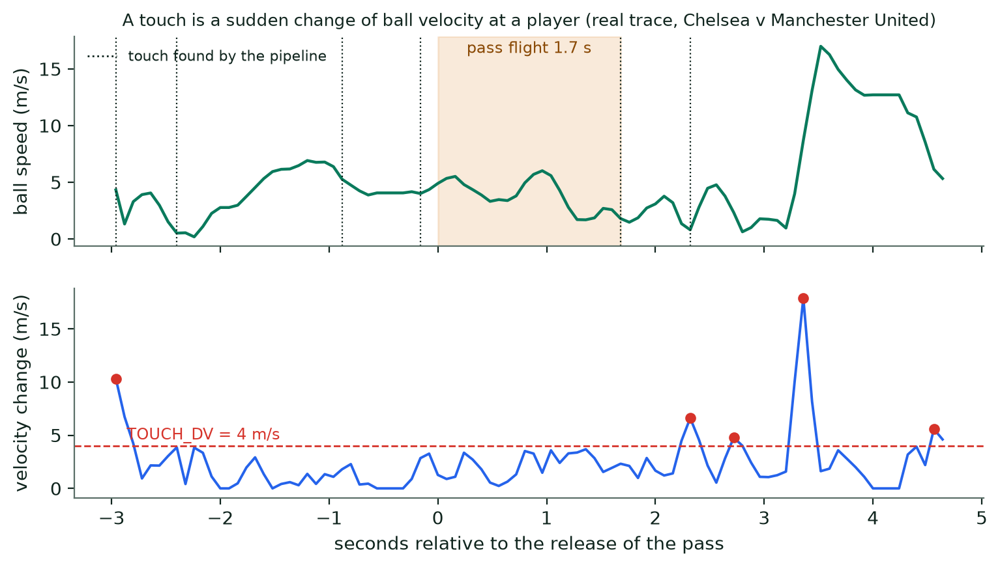 A touch is a sudden change of ball velocity at a player (real trace, Chelsea v Manchester United)
pass flight 1.7 s
touch found by the pipeline
ball speed (m/s)
15
10
5
0
velocity change (m/s)
15
10
5
0
TOUCH_DV = 4 m/s
−3 −2 −1 0 1 2 3 4 5
seconds relative to the release of the pass